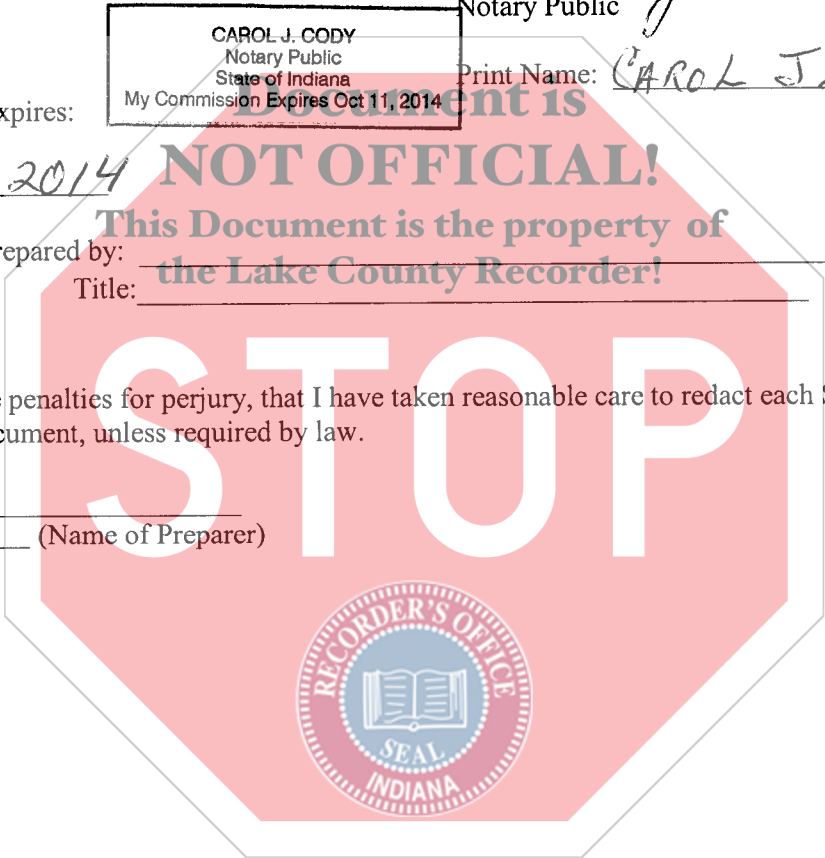 Notary Public
CAROL J. CODY
Notary Public
State of Indiana
My Commission Expires Oct 11, 2014
Print Name: CAROL J.
xpires:
2014
Document is
NOT OFFICIAL!
This Document is the property of
the Lake County Recorder!
epared by:
Title:
penalties for perjury, that I have taken reasonable care to redact each
cument, unless required by law.
(Name of Preparer)
STOP
RECORDER'S OFFICE
SEAL
INDIANA